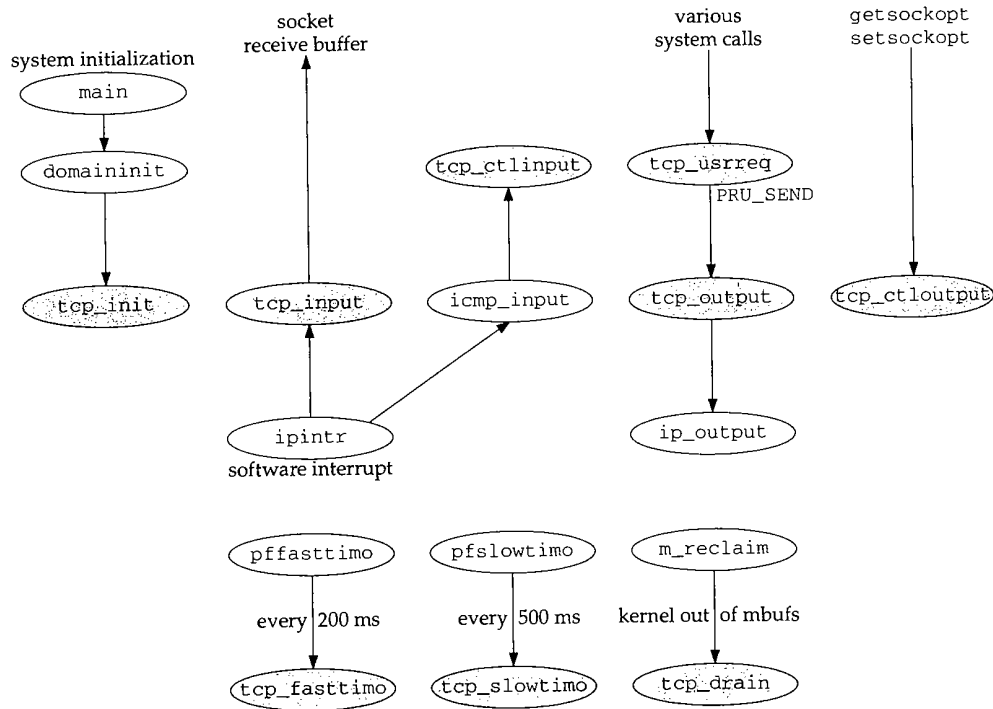 socket
receive buffer
various
system calls
getsockopt
setsockopt
system initialization
main
domaininit
tcp_ctlinput
tcp_usrreq
PRU_SEND
tcp_init
tcp_input
icmp_input
tcp_output
tcp_ctloutput
ipintr
software interrupt
ip_output
pffasttimo
pfslowtimo
m_reclaim
every 200 ms
every 500 ms
kernel out of mbufs
tcp_fasttimo
tcp_slowtimo
tcp_drain